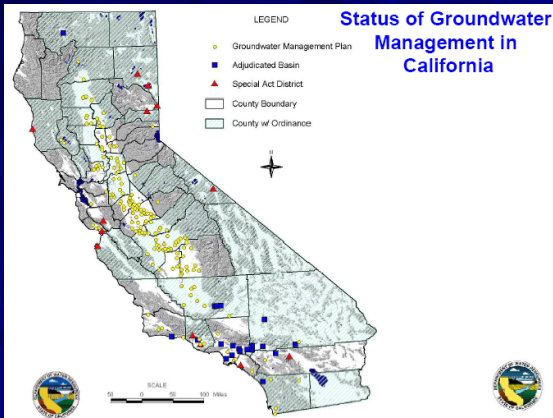 Status of Groundwater
Management in
California
LEGEND
Groundwater Management Plan
Adjudicated Basin
Special Act District
County Boundary
County w/ Ordinance
N
SCALE
50 0 50 100 Miles